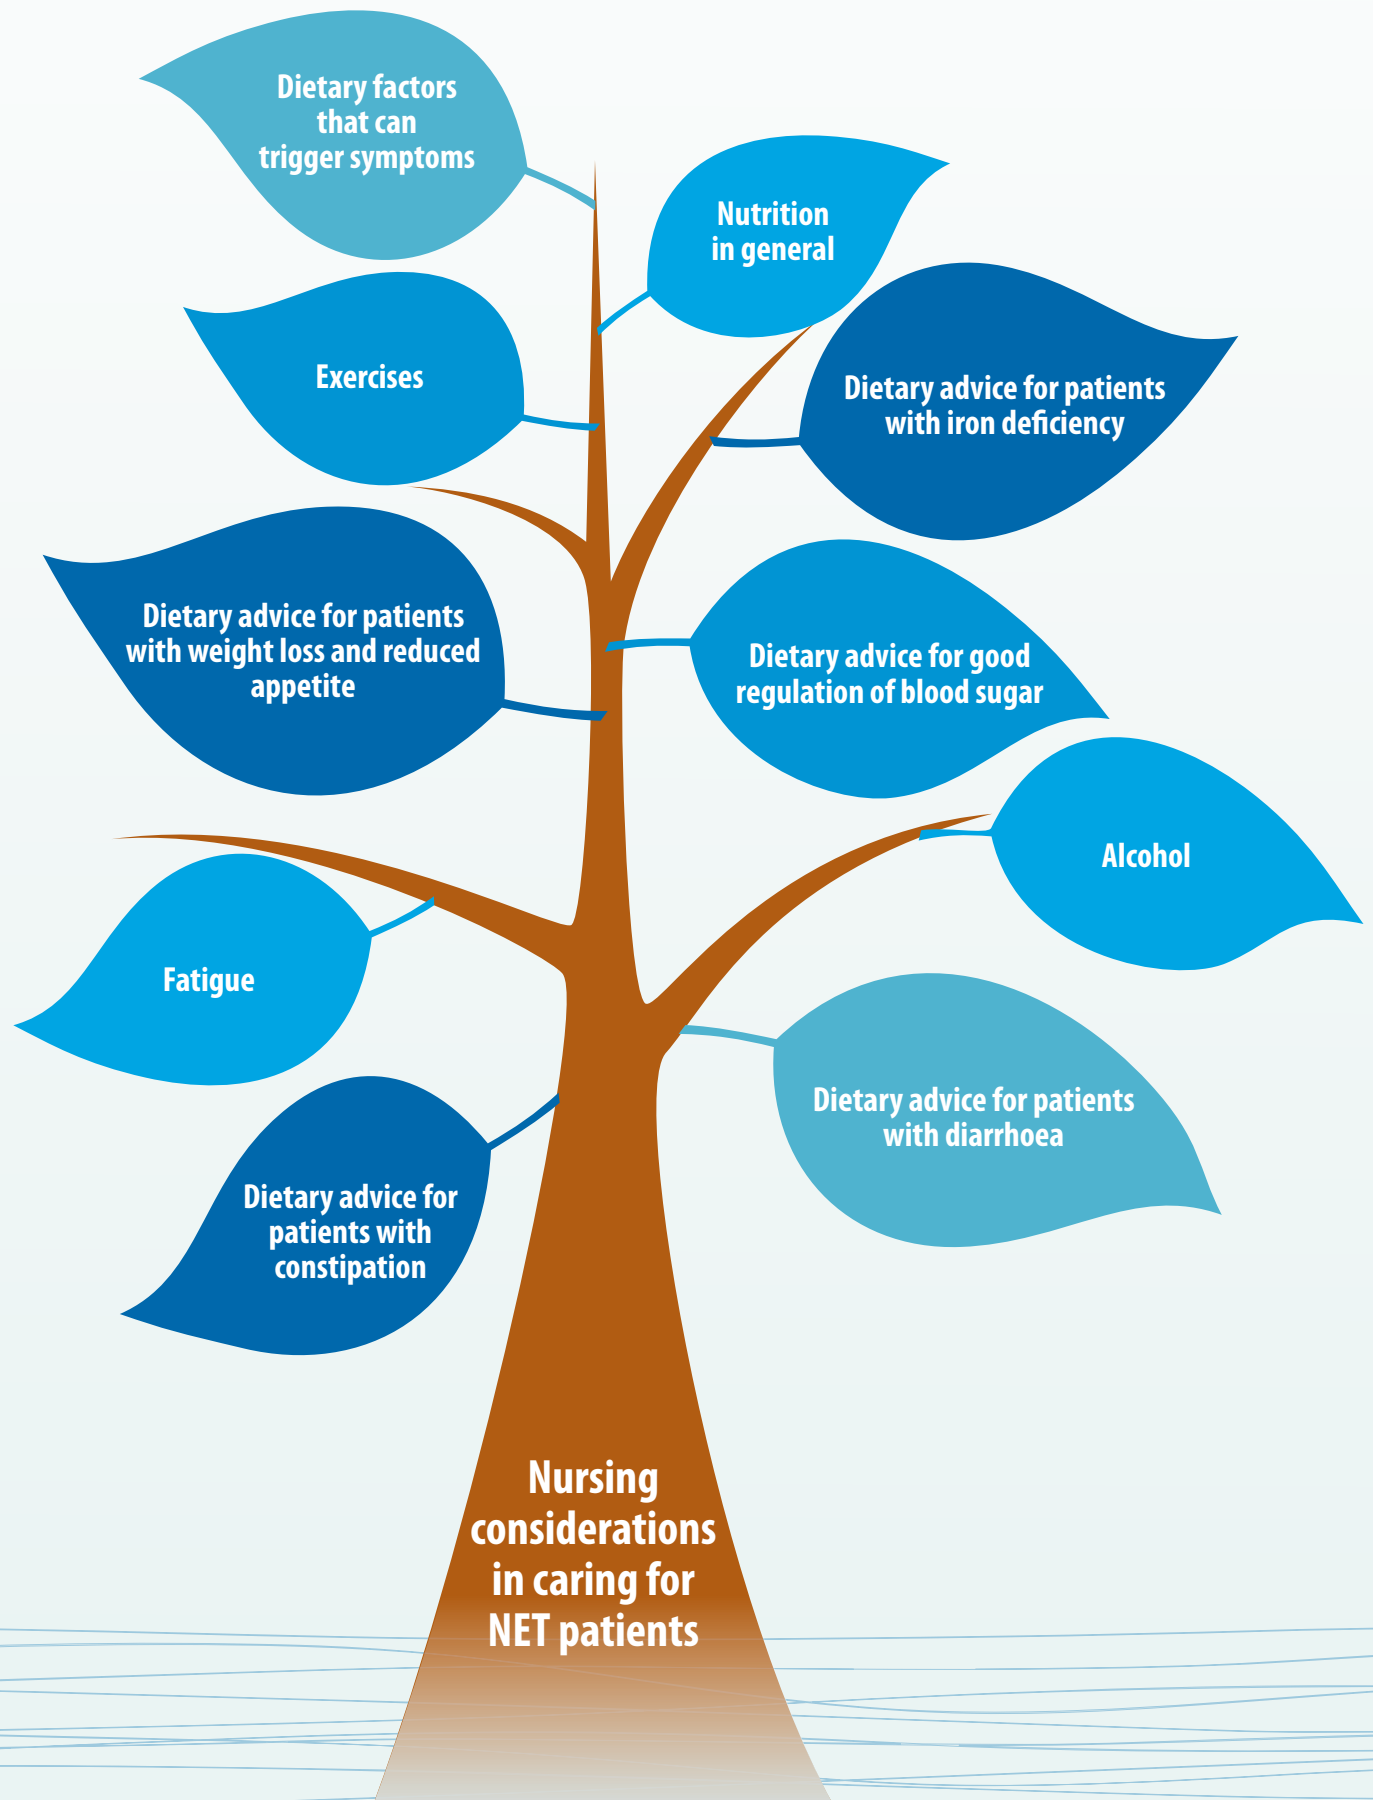 Dietary factors
that can
trigger symptoms
Nutrition
in general
Exercises
Dietary advice for patients
with iron deficiency
Dietary advice for patients
with weight loss and reduced
appetite
Dietary advice for good
regulation of blood sugar
Alcohol
Fatigue
Dietary advice for patients
with diarrhoea
Dietary advice for
patients with
constipation
Nursing
considerations
in caring for
NET patients